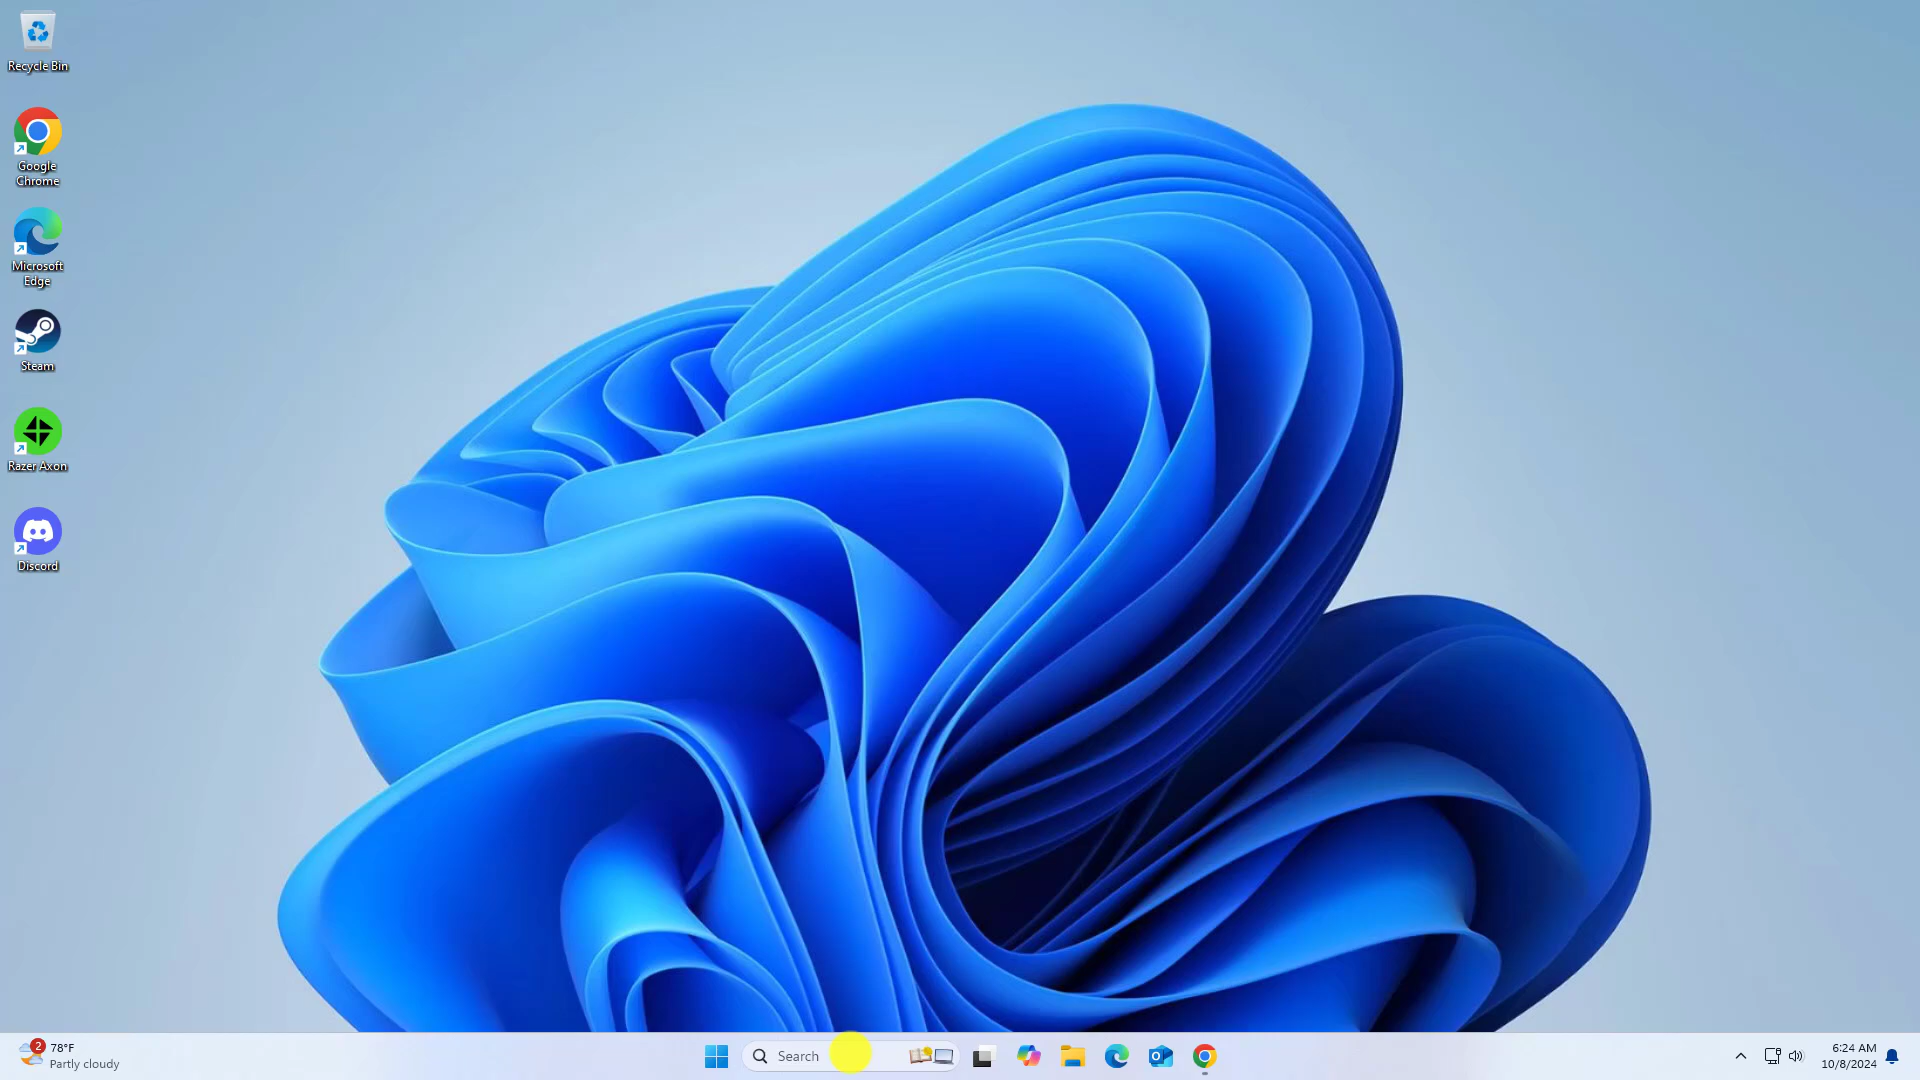 Recycle Bin
Google
Chrome
Microsoft
Edge
Steam
Razer Axon
Discord
2
78°F
Partly cloudy
Search
6:24 AM
10/8/2024